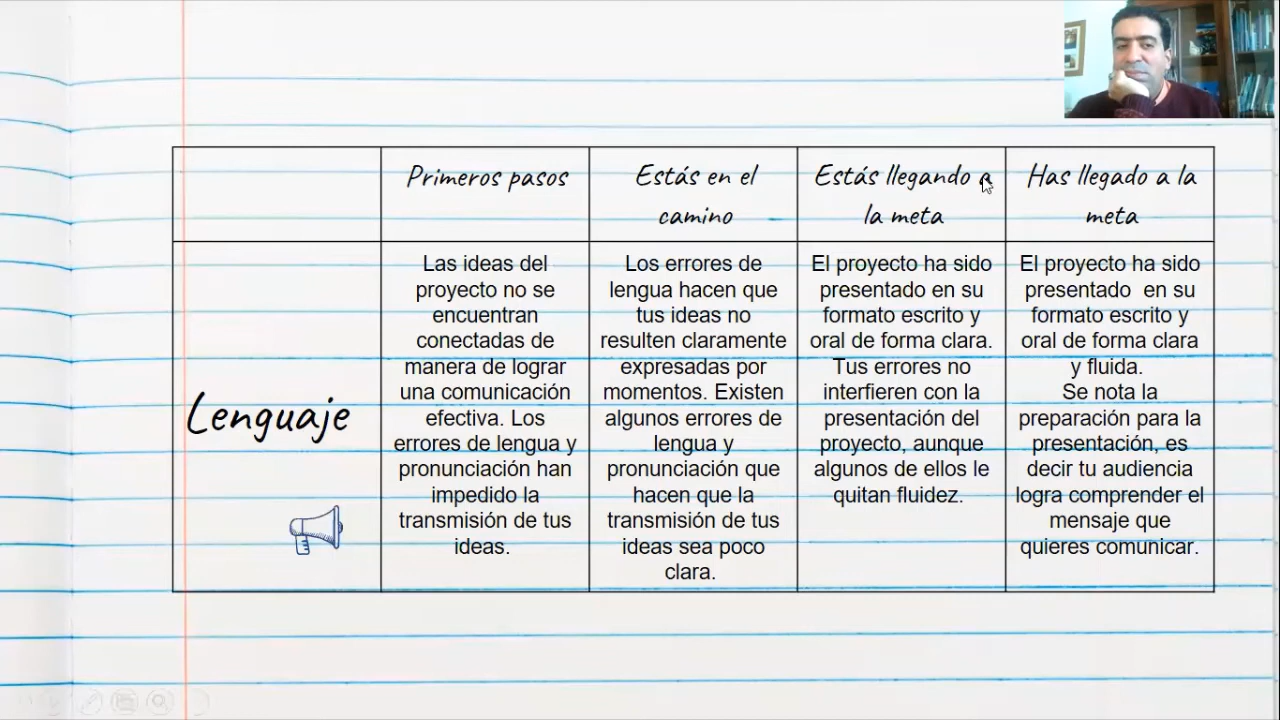 Primeros pasos
Estás en el
camino
Estás llegando a
la meta
Has llegado a la
meta
Lenguaje
Las ideas del
proyecto no se
encuentran
conectadas de
manera de lograr
una comunicación
efectiva. Los
errores de lengua y
pronunciación han
impedido la
transmisión de tus
ideas.
Los errores de
lengua hacen que
tus ideas no
resulten claramente
expresadas por
momentos. Existen
algunos errores de
lengua y
pronunciación que
hacen que la
transmisión de tus
ideas sea poco
clara.
El proyecto ha sido
presentado en su
formato escrito y
oral de forma clara.
Tus errores no
interfieren con la
presentación del
proyecto, aunque
algunos de ellos le
quitan fluidez.
El proyecto ha sido
presentado en su
formato escrito y
oral de forma clara
y fluida.
Se nota la
preparación para la
presentación, es
decir tu audiencia
logra comprender el
mensaje que
quieres comunicar.